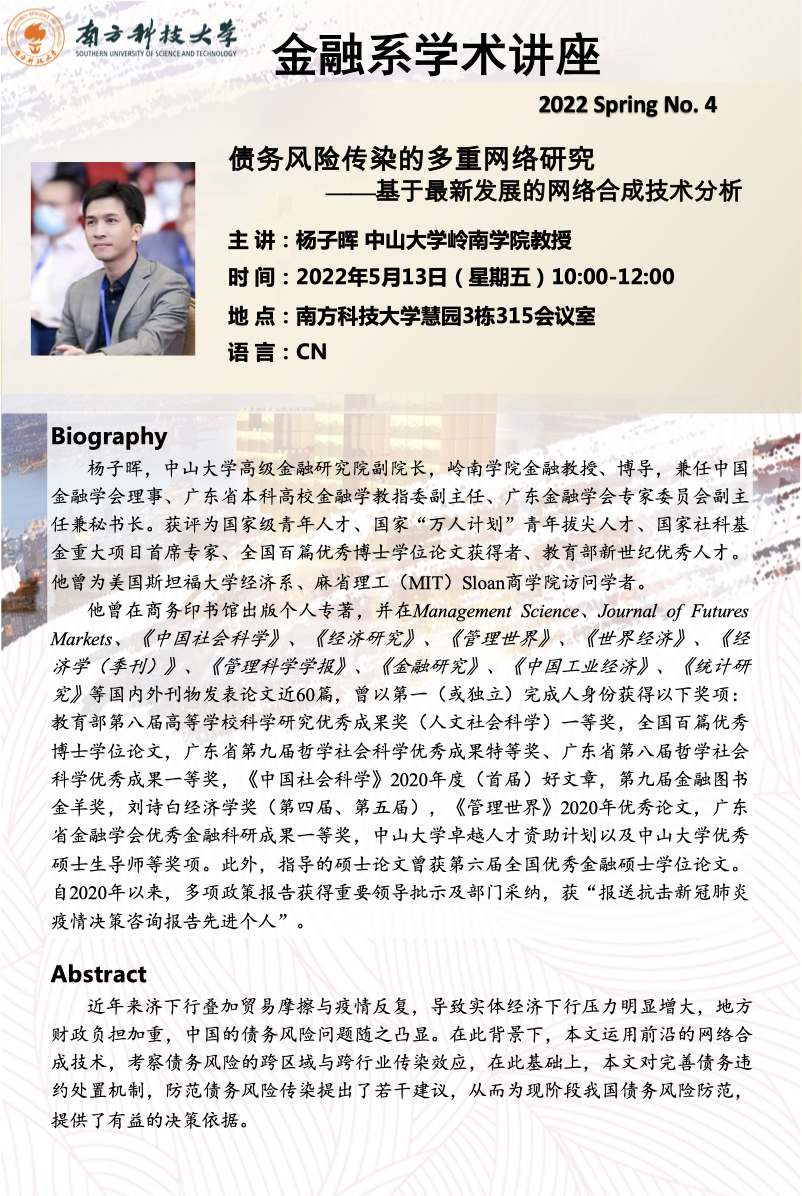 南方科技大学
SOUTHERN UNIVERSITY OF SCIENCE AND TECHNOLOGY
金融系学术讲座
2022 Spring No. 4
债务风险传染的多重网络研究
——基于最新发展的网络合成技术分析
主 讲：杨子晖 中山大学岭南学院教授
时 间：2022年5月13日（星期五）10:00-12:00
地 点：南方科技大学慧园3栋315会议室
语 言：CN
Biography
杨子晖，中山大学高级金融研究院副院长，岭南学院金融教授、博导，兼任中国
金融学会理事、广东省本科高校金融学教指委副主任、广东金融学会专家委员会副主
任兼秘书长。获评为国家级青年人才、国家“万人计划”青年拔尖人才、国家社科基
金重大项目首席专家、全国百篇优秀博士学位论文获得者、教育部新世纪优秀人才。
他曾为美国斯坦福大学经济系、麻省理工（MIT）Sloan商学院访问学者。
他曾在商务印书馆出版个人专著，并在Management Science、Journal of Futures
Markets、《中国社会科学》、《经济研究》、《管理世界》、《世界经济》、《经
济学（季刊）》、《管理科学学报》、《金融研究》、《中国工业经济》、《统计研
究》等国内外刊物发表论文近60篇，曾以第一（或独立）完成人身份获得以下奖项：
教育部第八届高等学校科学研究优秀成果奖（人文社会科学）一等奖，全国百篇优秀
博士学位论文，广东省第九届哲学社会科学优秀成果特等奖、广东省第八届哲学社会
科学优秀成果一等奖，《中国社会科学》2020年度（首届）好文章，第九届金融图书
金羊奖，刘诗白经济学奖（第四届、第五届），《管理世界》2020年优秀论文，广东
省金融学会优秀金融科研成果一等奖，中山大学卓越人才资助计划以及中山大学优秀
硕士生导师等奖项。此外，指导的硕士论文曾获第六届全国优秀金融硕士学位论文。
自2020年以来，多项政策报告获得重要领导批示及部门采纳，获“报送抗击新冠肺炎
疫情决策咨询报告先进个人”。
Abstract
近年来济下行叠加贸易摩擦与疫情反复，导致实体经济下行压力明显增大，地方
财政负担加重，中国的债务风险问题随之凸显。在此背景下，本文运用前沿的网络合
成技术，考察债务风险的跨区域与跨行业传染效应，在此基础上，本文对完善债务违
约处置机制，防范债务风险传染提出了若干建议，从而为现阶段我国债务风险防范，
提供了有益的决策依据。